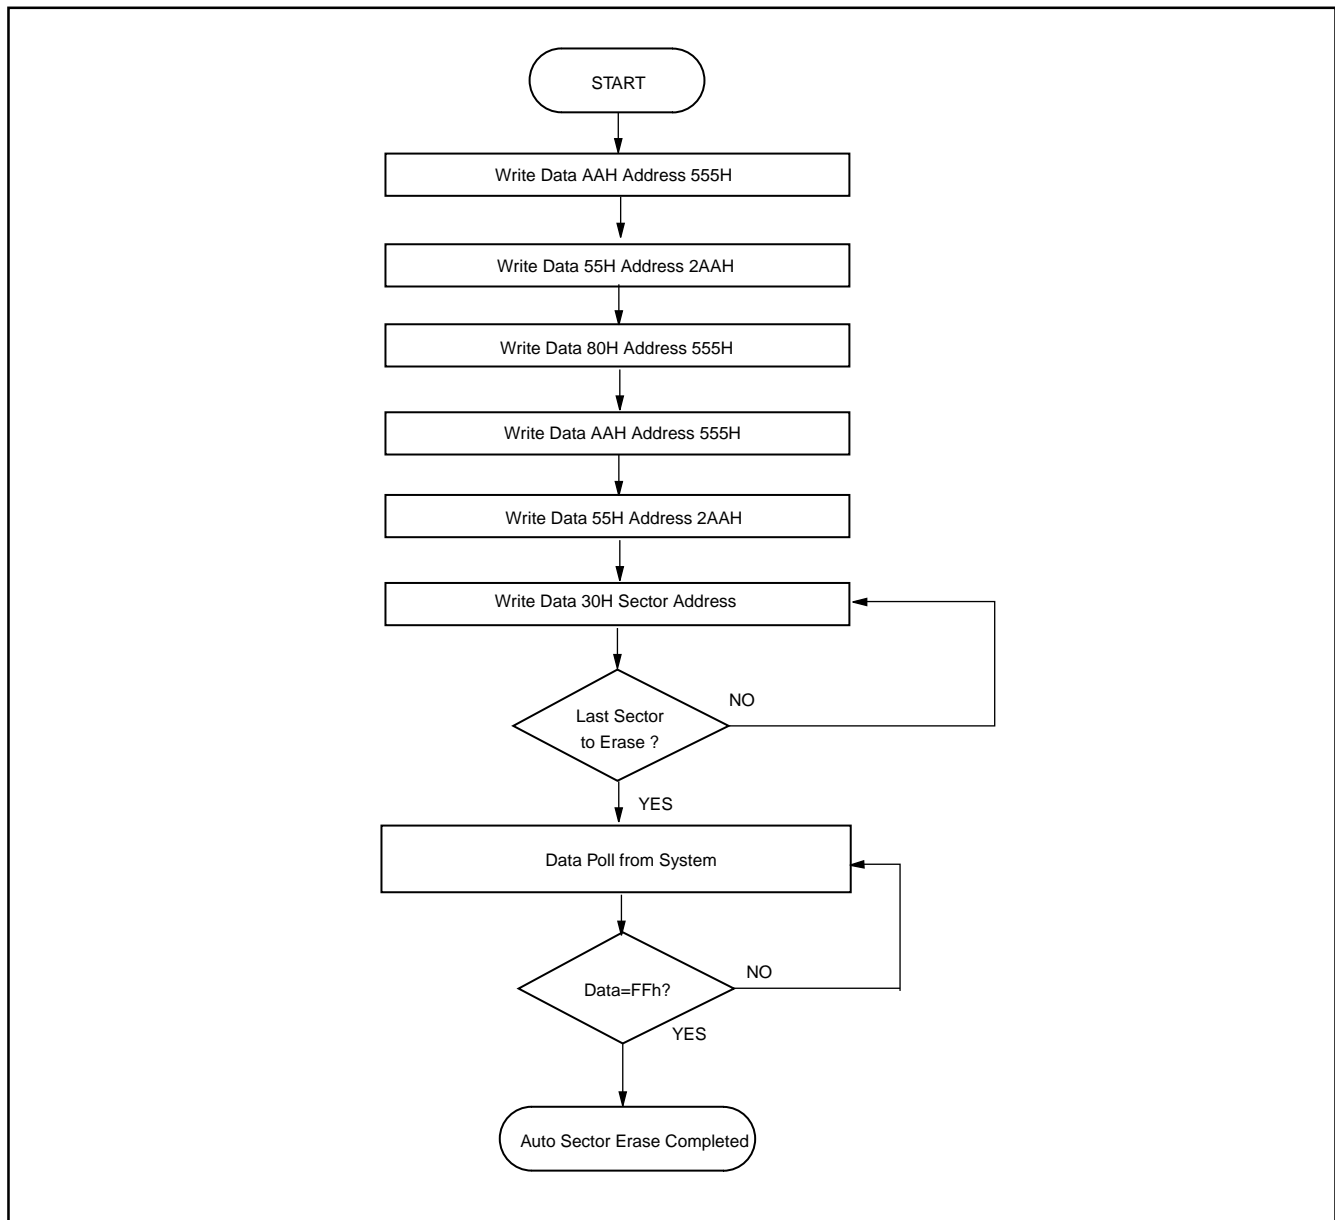 START
Write Data AAH Address 555H
Write Data 55H Address 2AAH
Write Data 80H Address 555H
Write Data AAH Address 555H
Write Data 55H Address 2AAH
Write Data 30H Sector Address
NO
Last Sector
to Erase ?
YES
Data Poll from System
NO
Data=FFh?
YES
Auto Sector Erase Completed